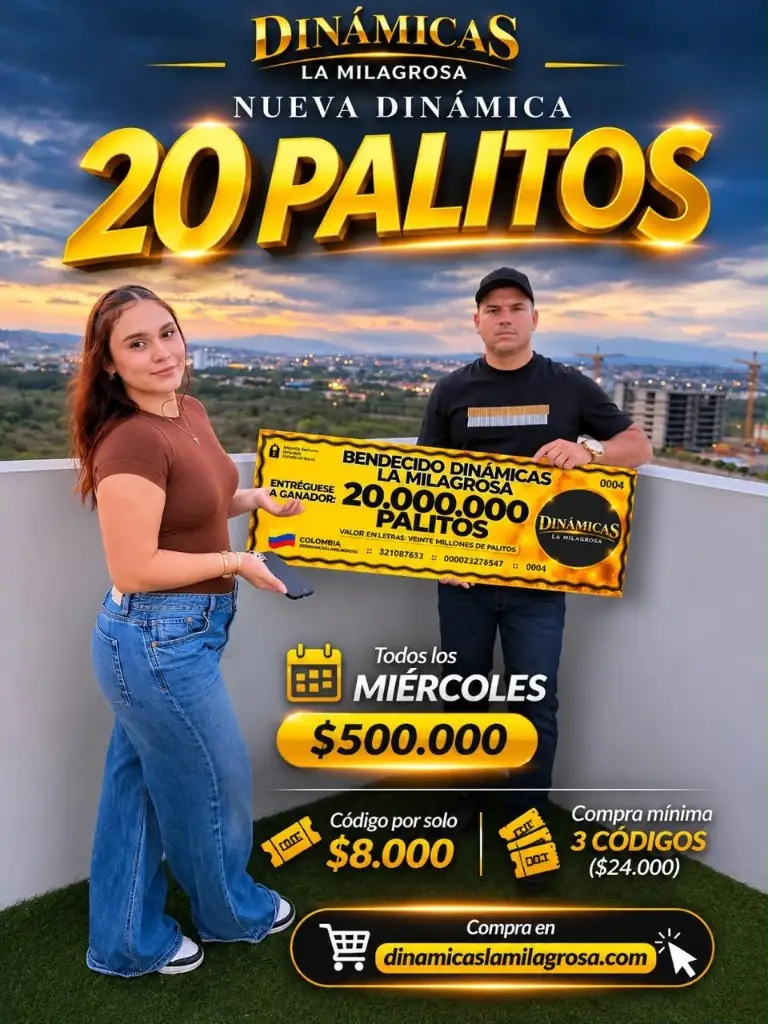 DINÁMICAS
LA MILAGROSA
NUEVA DINÁMICA
20 PALITOS
BENDECIDO DINÁMICAS
LA MILAGROSA
0004
ENTRÉGUESE
A GANADOR:
20.000.000
PALITOS
VALOR EN LETRAS: VEINTE MILLONES DE PALITOS
COLOMBIA
:: 321087653 :: 000023276547 :: 0004
DINÁMICAS
LA MILAGROSA
Todos los
MIÉRCOLES
$500.000
Código por solo
$8.000
Compra mínima
3 CÓDIGOS
($24.000)
Compra en
dinamicaslamilagrosa.com